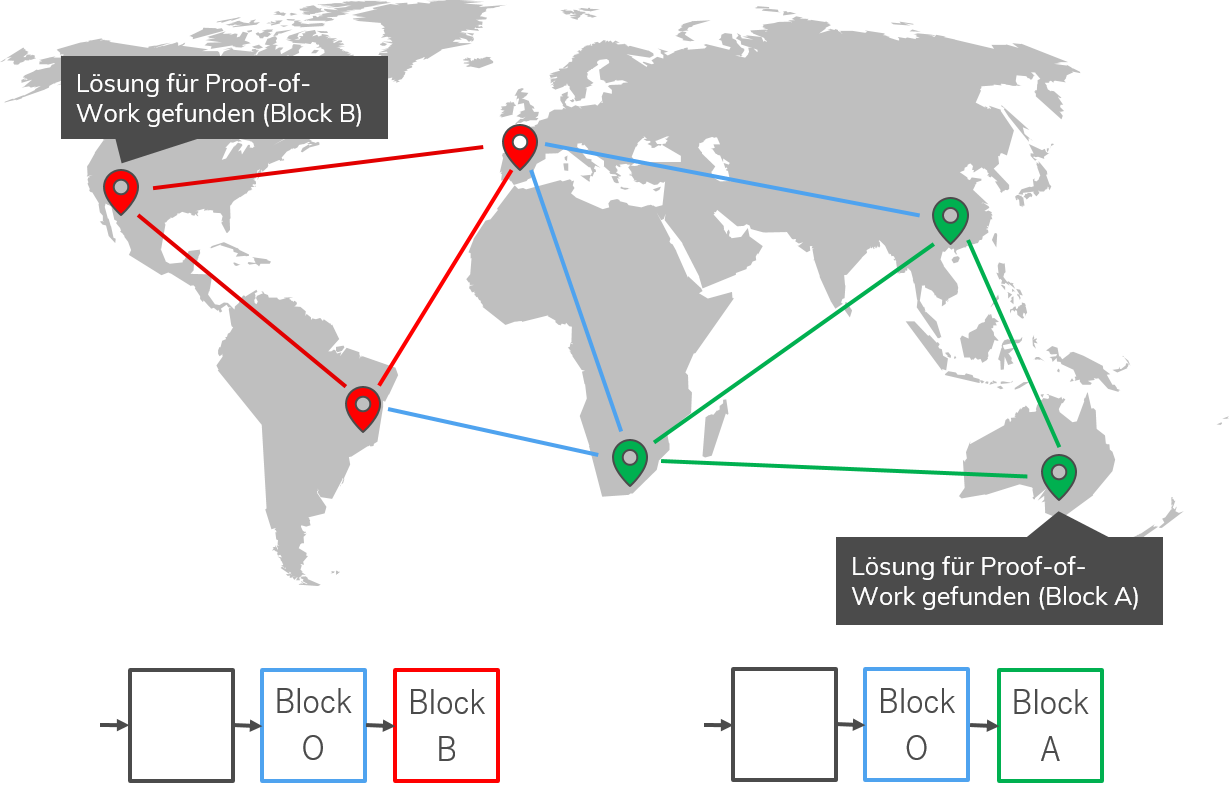 Lösung für Proof-of-
Work gefunden (Block B)
Lösung für Proof-of-
Work gefunden (Block A)
Block
O
Block
B
Block
O
Block
A